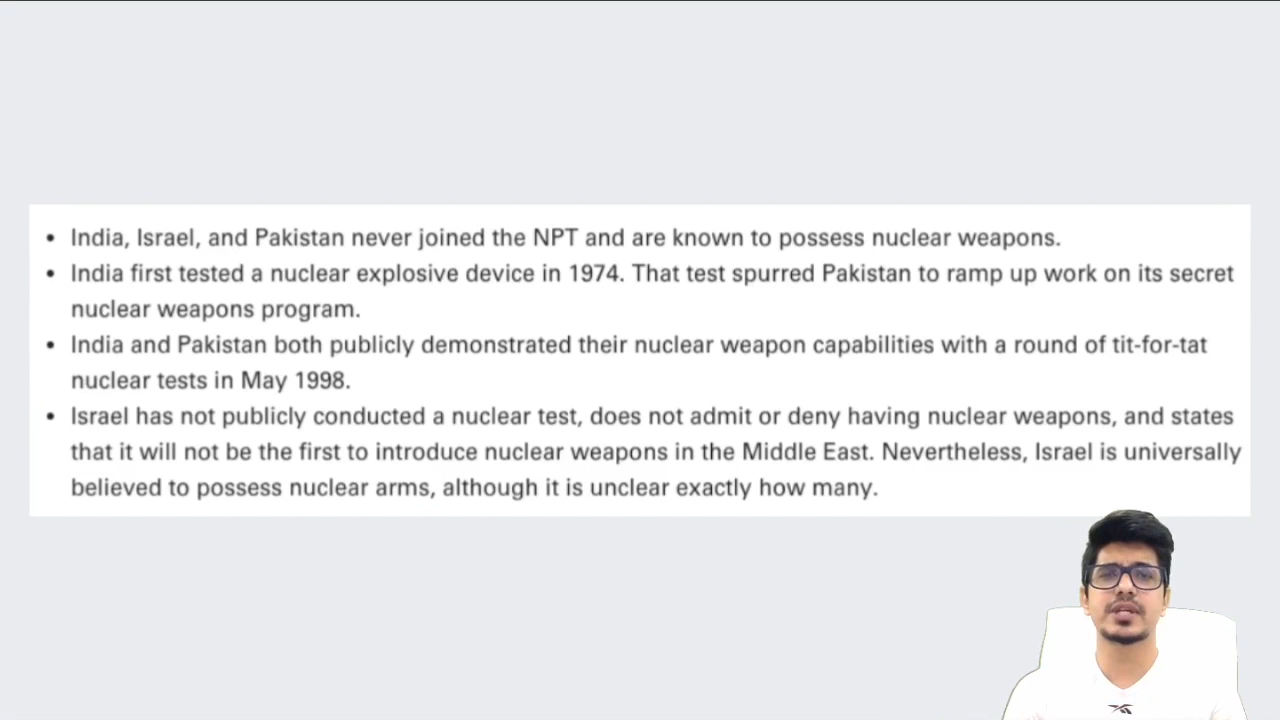 • India, Israel, and Pakistan never joined the NPT and are known to possess nuclear weapons.
• India first tested a nuclear explosive device in 1974. That test spurred Pakistan to ramp up work on its secret
nuclear weapons program.
• India and Pakistan both publicly demonstrated their nuclear weapon capabilities with a round of tit-for-tat
nuclear tests in May 1998.
• Israel has not publicly conducted a nuclear test, does not admit or deny having nuclear weapons, and states
that it will not be the first to introduce nuclear weapons in the Middle East. Nevertheless, Israel is universally
believed to possess nuclear arms, although it is unclear exactly how many.